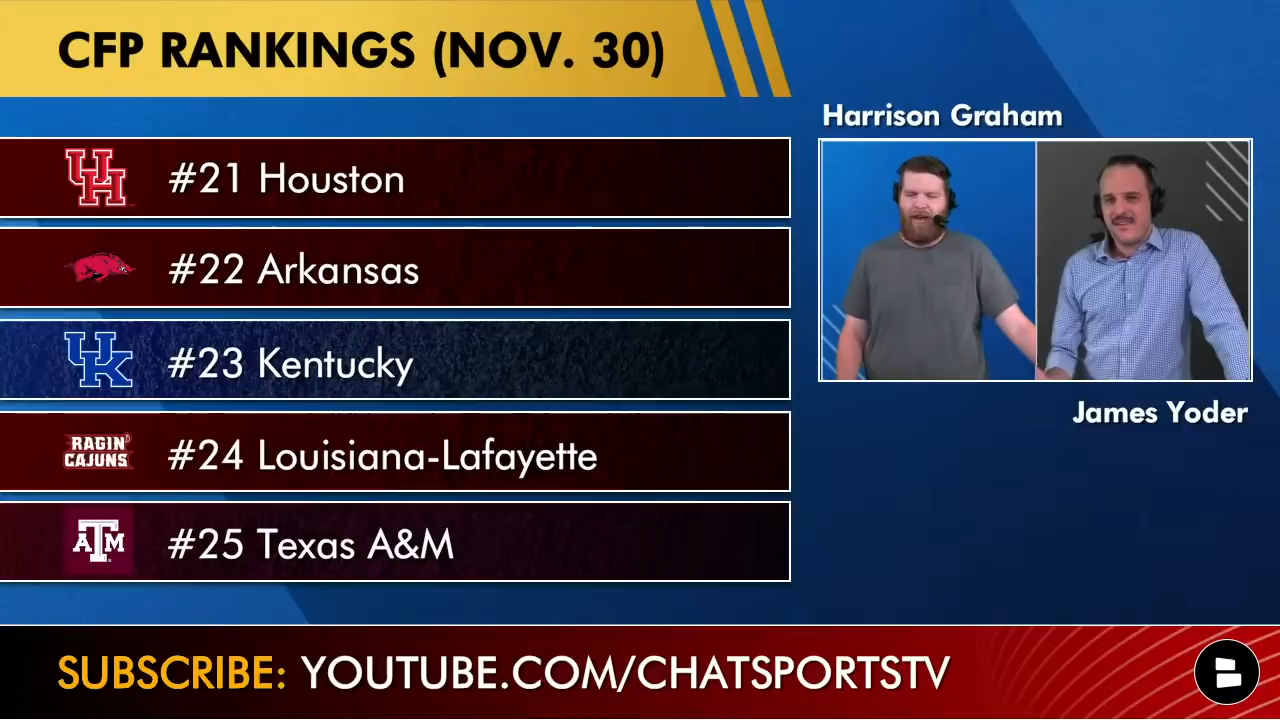 CFP RANKINGS (NOV. 30)
Harrison Graham
#21 Houston
#22 Arkansas
UK #23 Kentucky
RAGIN'
CAJUNS
#24 Louisiana-Lafayette
ATM #25 Texas A&M
James Yoder
SUBSCRIBE: YOUTUBE.COM/CHATSPORTSTV